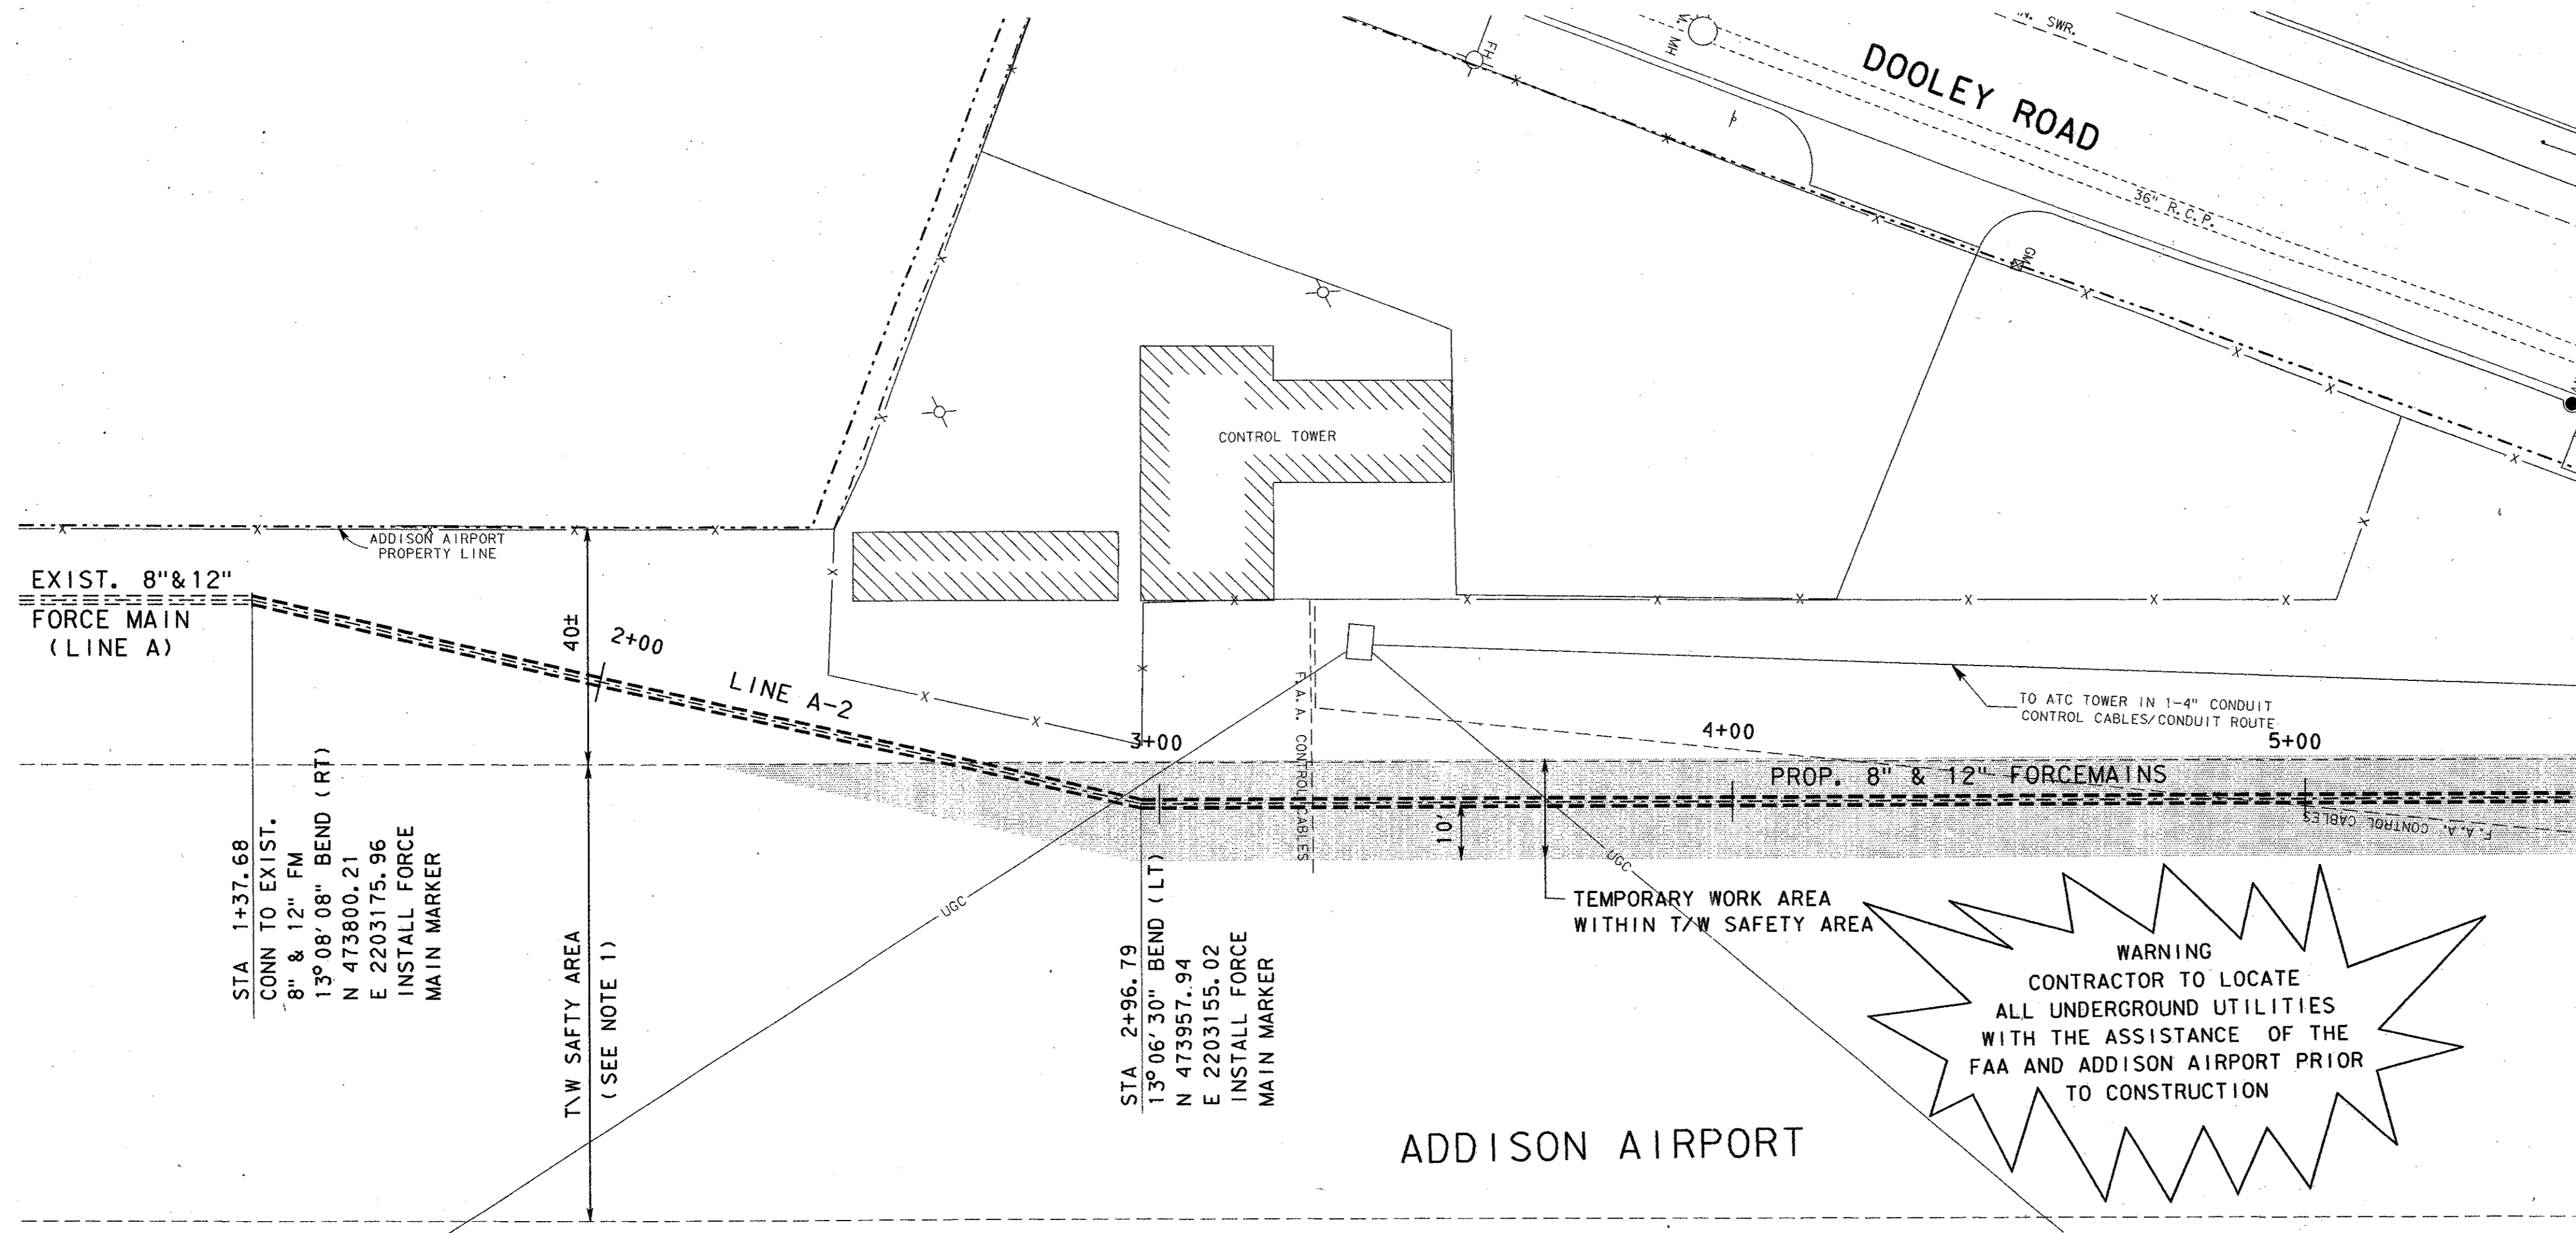 IN. SWR.
MH
FH
DOOLEY ROAD
36" R.C.P.
GM
CONTROL TOWER
ADDISON AIRPORT
PROPERTY LINE
EXIST. 8"&12"
FORCE MAIN
(LINE A)
40±
2+00
LINE A-2
3+00
4+00
5+00
F.A.A. CONTROL CABLES
TO ATC TOWER IN 1-4" CONDUIT
CONTROL CABLES/CONDUIT ROUTE
PROP. 8" & 12" FORCEMAINS
F.A.A. CONTROL CABLES
10'
UGC
UGC
TEMPORARY WORK AREA
WITHIN T/W SAFETY AREA
STA 1+37.68
CONN TO EXIST.
8" & 12" FM
13°08'08" BEND (RT)
N 473800.21
E 2203175.96
INSTALL FORCE
MAIN MARKER
T\W SAFTY AREA
(SEE NOTE 1)
STA 2+96.79
13°06'30" BEND (LT)
N 473957.94
E 2203155.02
INSTALL FORCE
MAIN MARKER
WARNING
CONTRACTOR TO LOCATE
ALL UNDERGROUND UTILITIES
WITH THE ASSISTANCE OF THE
FAA AND ADDISON AIRPORT PRIOR
TO CONSTRUCTION
ADDISON AIRPORT